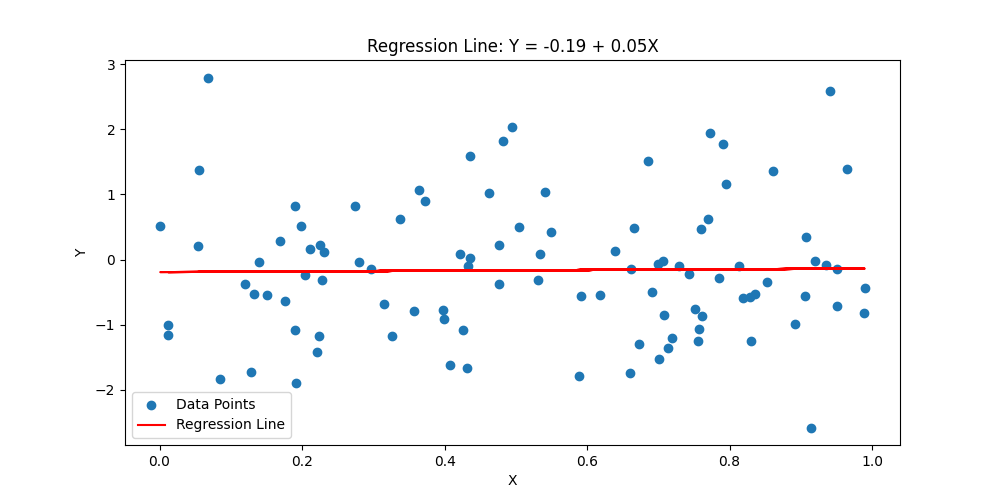 Regression Line: Y = -0.19 + 0.05X
3
2
1
0
−1
−2
Y
Data Points
Regression Line
0.0 0.2 0.4 0.6 0.8 1.0
X